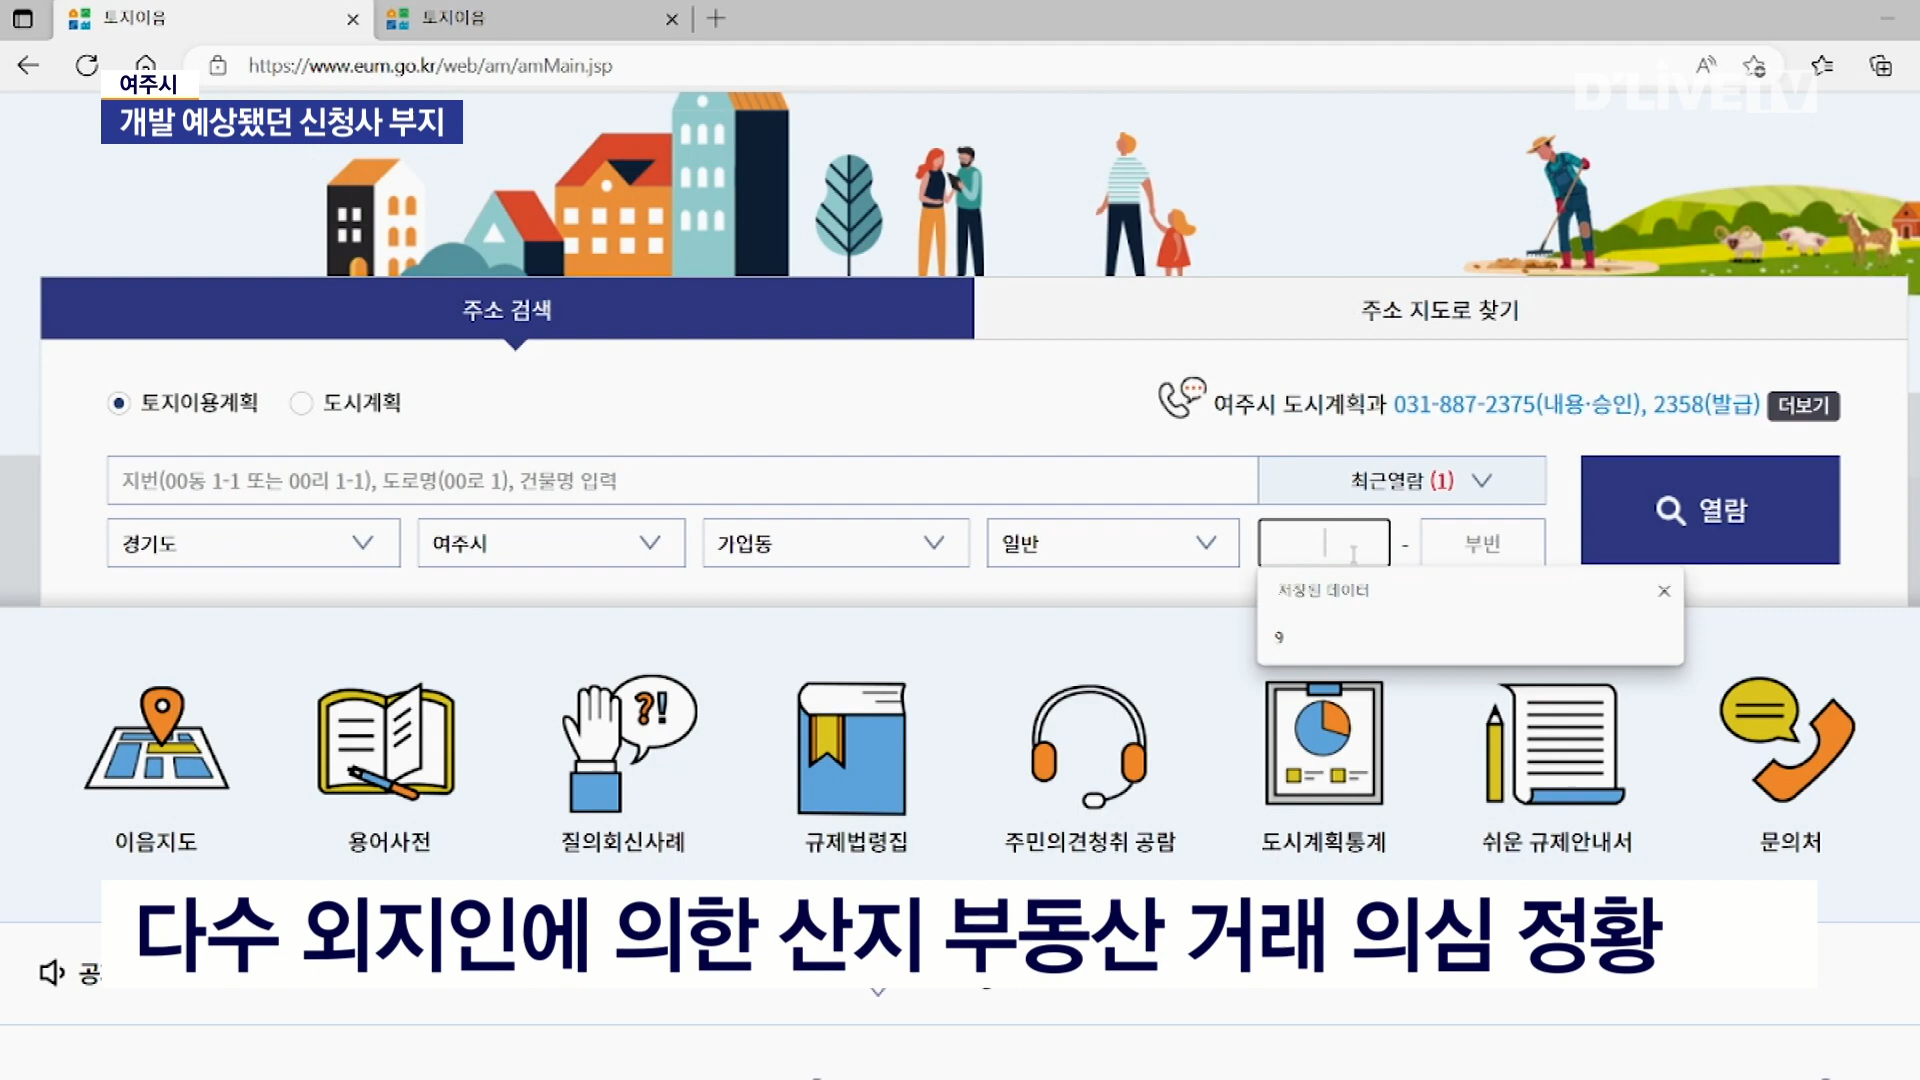 토지이음
토지이음
https://www.eum.go.kr/web/am/amMain.jsp
D'LIVE TV
여주시
개발 예상됐던 신청사 부지
주소 검색
주소 지도로 찾기
토지이용계획
도시계획
여주시 도시계획과 031-887-2375(내용·승인), 2358(발급) 더보기
지번(00동 1-1 또는 00리 1-1), 도로명(00로 1), 건물명 입력
최근열람 (1)
열람
경기도
여주시
가업동
일반
-
부번
저장된 데이터
9
?!
이음지도
용어사전
질의회신사례
규제법령집
주민의견청취 공람
도시계획통계
쉬운 규제안내서
문의처
다수 외지인에 의한 산지 부동산 거래 의심 정황